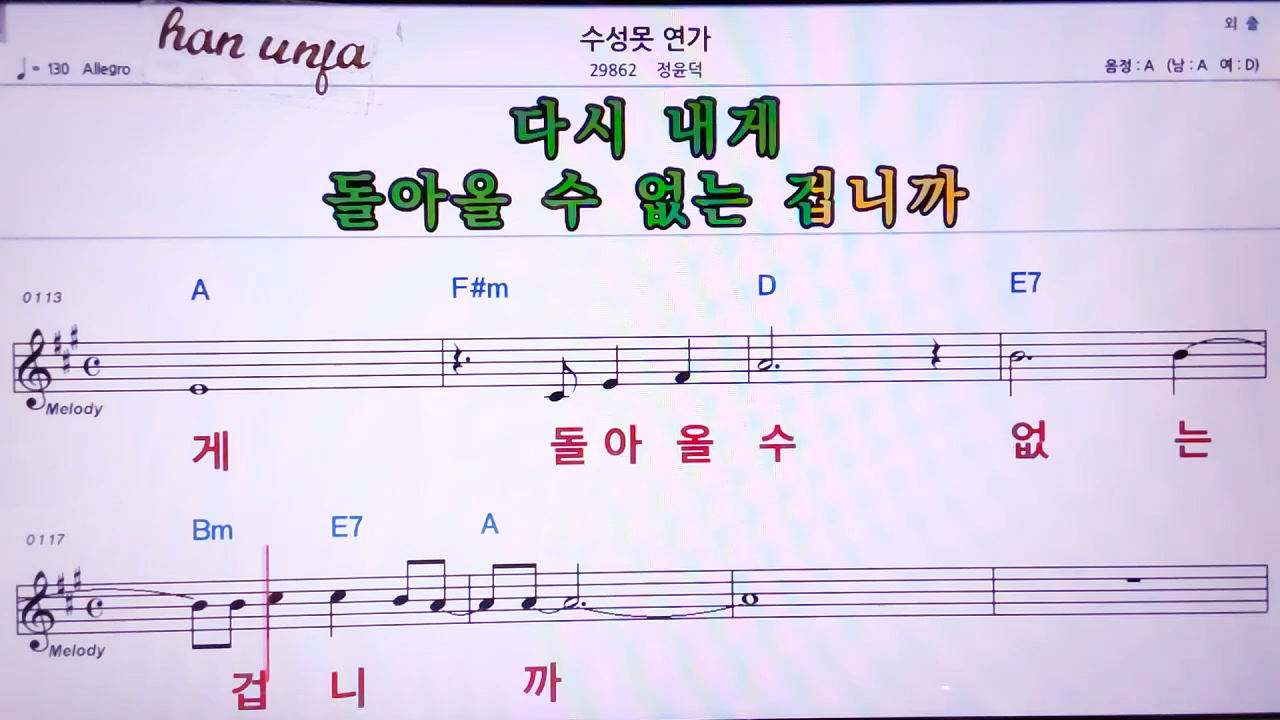 han unfa
수성못 연가
외 출
♩= 130 Allegro
29862 정윤덕
음정 : A (남 : A 여 : D)
다시 내게
돌아올 수 없는 겁니까
0113 A F#m D E7
Melody
게 돌 아 올 수 없 는
0117 Bm E7 A
Melody
겁 니 까